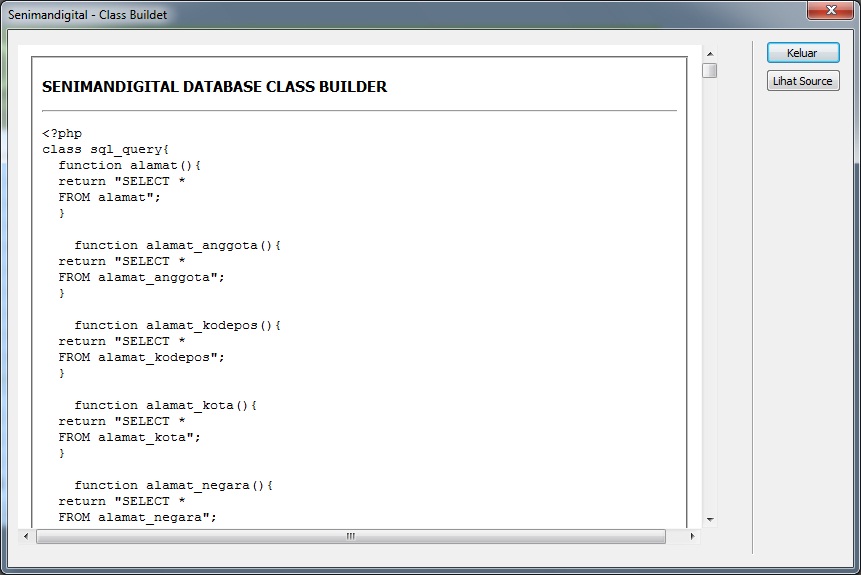 Senimandigital - Class Buildet
Keluar
Lihat Source
SENIMANDIGITAL DATABASE CLASS BUILDER
<?php
class sql_query{
function alamat(){
return "SELECT *
FROM alamat";
}
function alamat_anggota(){
return "SELECT *
FROM alamat_anggota";
}
function alamat_kodepos(){
return "SELECT *
FROM alamat_kodepos";
}
function alamat_kota(){
return "SELECT *
FROM alamat_kota";
}
function alamat_negara(){
return "SELECT *
FROM alamat_negara";